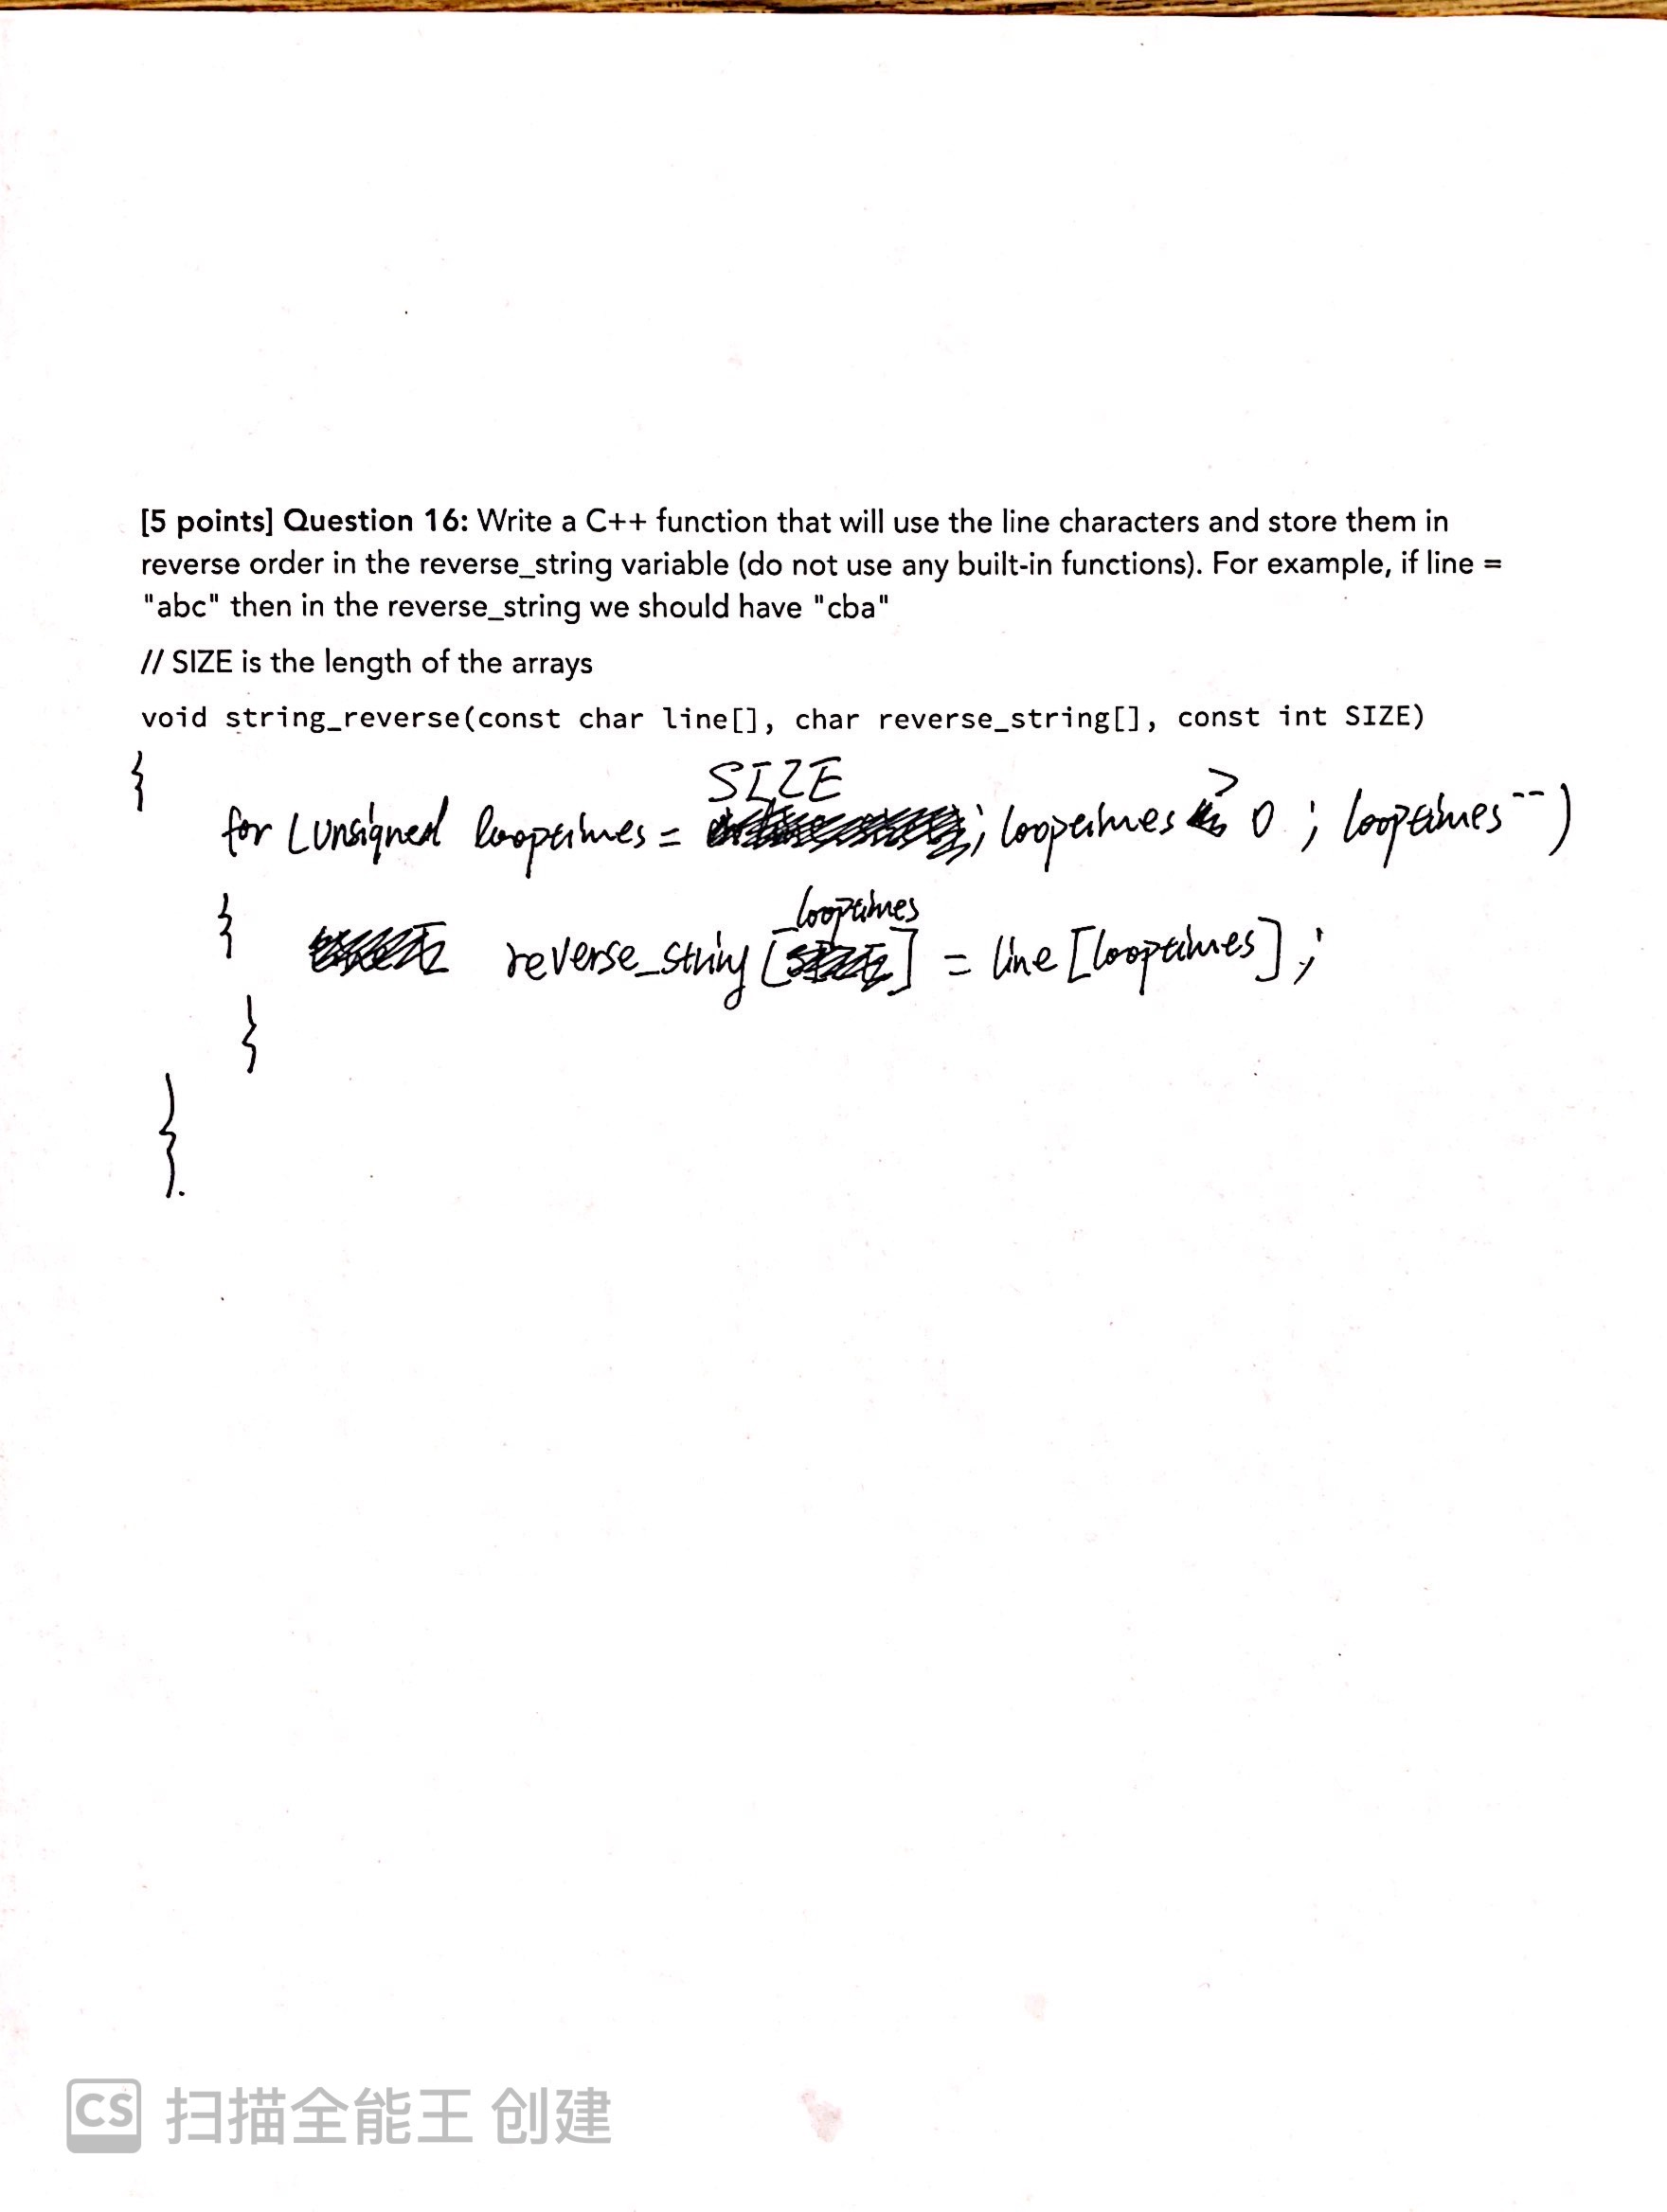 [5 points] Question 16: Write a C++ function that will use the line characters and store them in
reverse order in the reverse_string variable (do not use any built-in functions). For example, if line =
"abc" then in the reverse_string we should have "cba"
// SIZE is the length of the arrays
void string_reverse(const char line[], char reverse_string[], const int SIZE)
{
for (unsigned looptimes = SIZE; looptimes > 0 ; looptimes--)
{ reverse_string [looptimes] = line [looptimes];
}
}.
CS 扫描全能王 创建